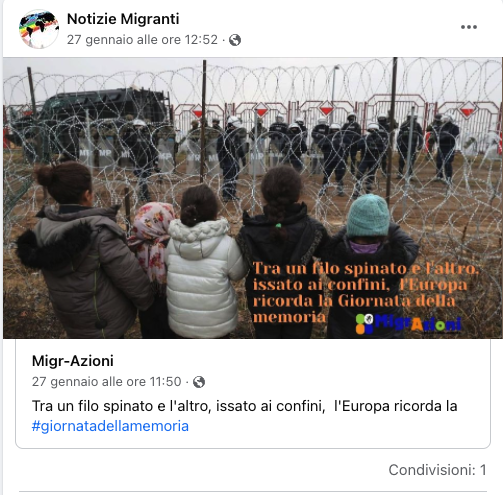 Notizie Migranti
27 gennaio alle ore 12:52 ·
Tra un filo spinato e l'altro,
issato ai confini, l'Europa
ricorda la Giornata della
memoria
MigrAzioni
Migr-Azioni
27 gennaio alle ore 11:50 ·
Tra un filo spinato e l'altro, issato ai confini, l'Europa ricorda la
#giornatadellamemoria
Condivisioni: 1